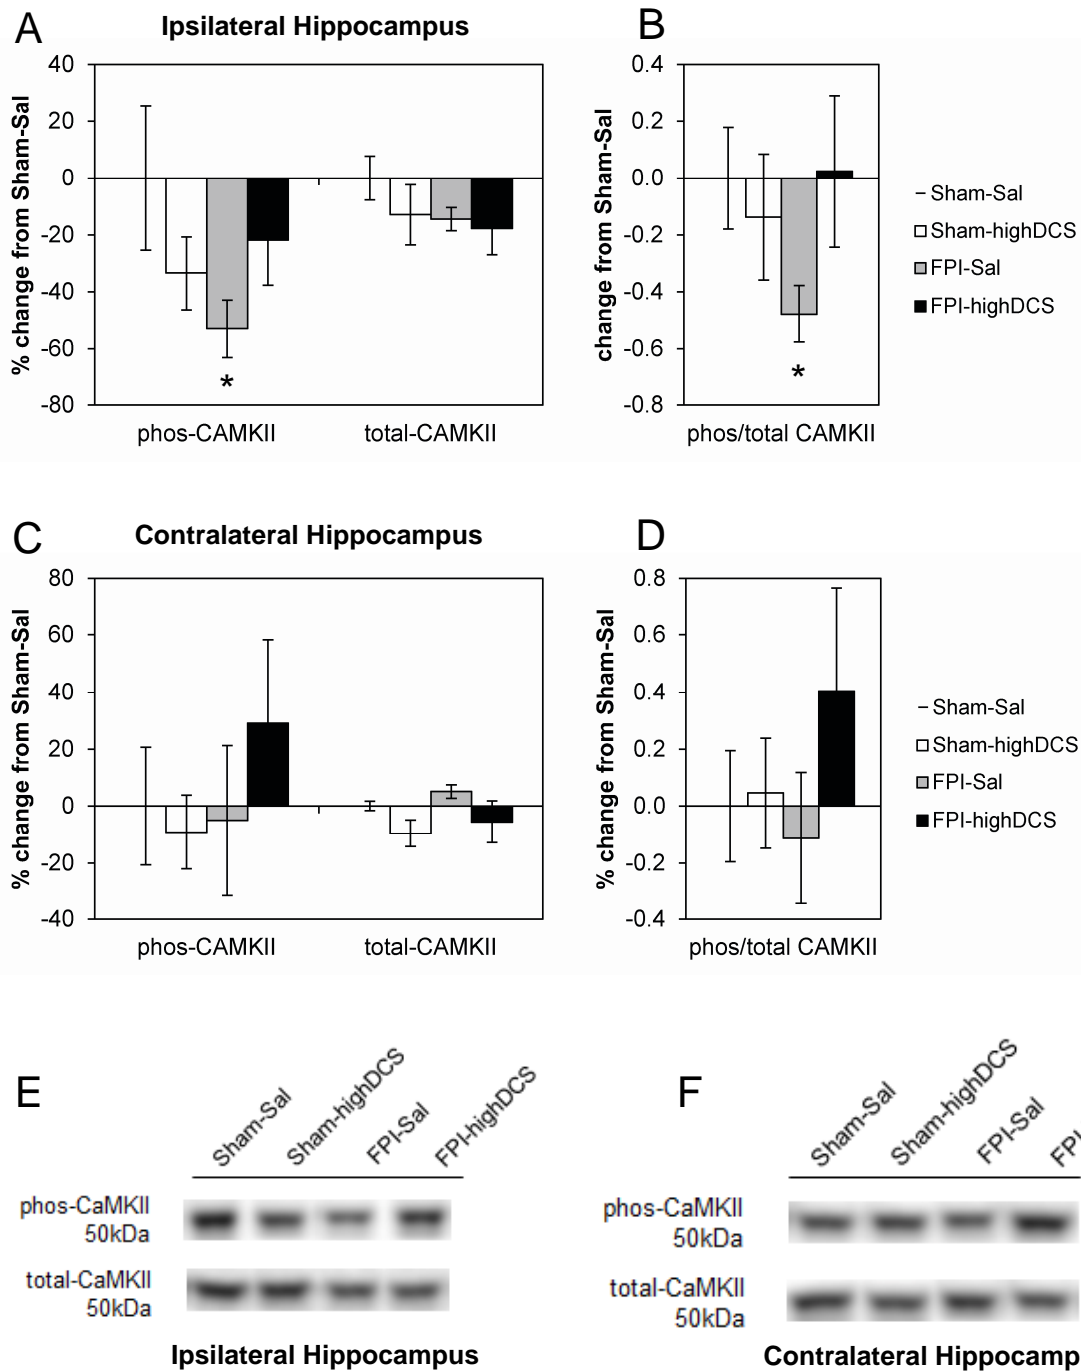 A
Ipsilateral Hippocampus
B
% change from Sham-Sal
40
20
0
-20
-40
-60
-80
*
phos-CAMKII
total-CAMKII
change from Sham-Sal
0.4
0.2
0.0
-0.2
-0.4
-0.6
-0.8
*
phos/total CAMKII
Sham-Sal
Sham-highDCS
FPI-Sal
FPI-highDCS
C
Contralateral Hippocampus
D
% change from Sham-Sal
80
60
40
20
0
-20
-40
phos-CAMKII
total-CAMKII
% change from Sham-Sal
0.8
0.6
0.4
0.2
0.0
-0.2
-0.4
phos/total CAMKII
Sham-Sal
Sham-highDCS
FPI-Sal
FPI-highDCS
E
Sham-Sal
Sham-highDCS
FPI-Sal
FPI-highDCS
phos-CaMKII
50kDa
total-CaMKII
50kDa
Ipsilateral Hippocampus
F
Sham-Sal
Sham-highDCS
FPI-Sal
FPI
phos-CaMKII
50kDa
total-CaMKII
50kDa
Contralateral Hippocamp